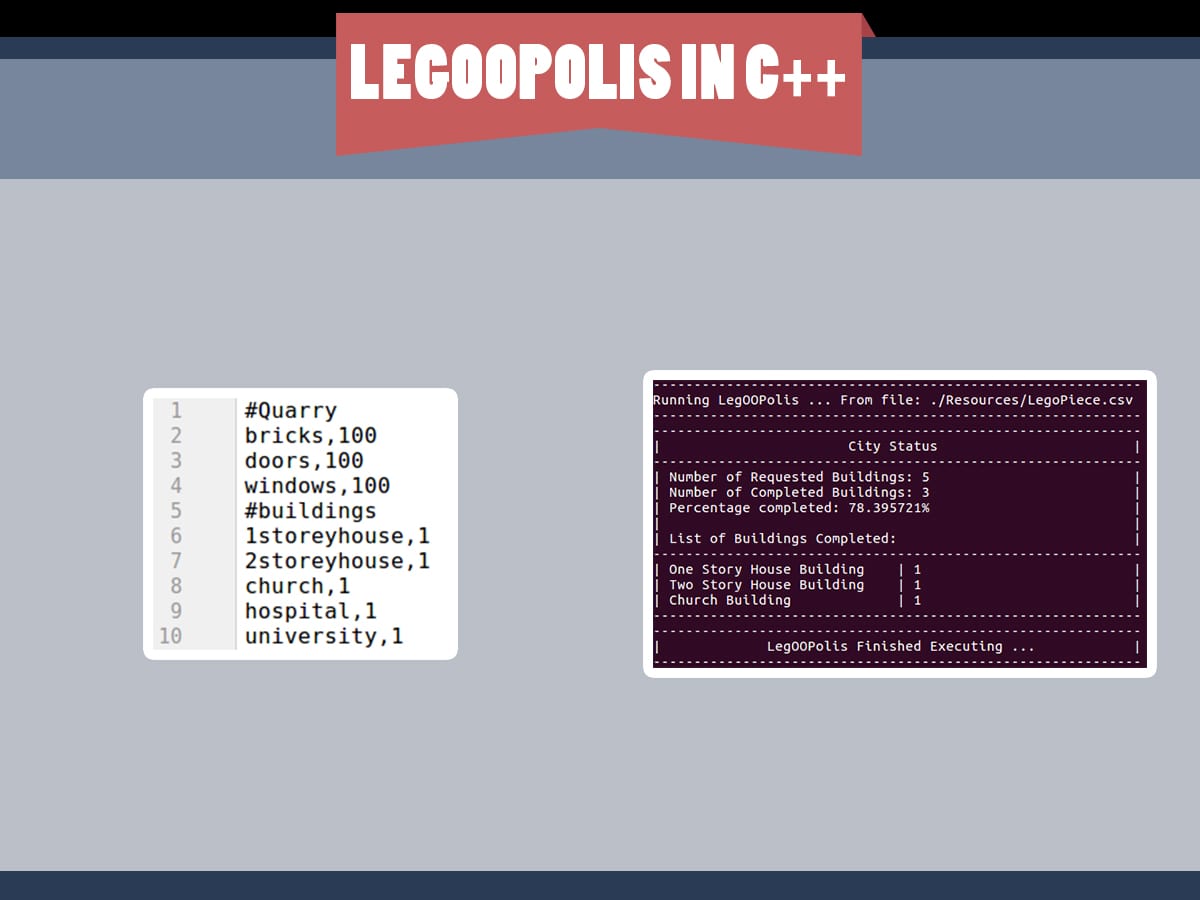 LEGOOPOLIS IN C++
1 #Quarry
2 bricks,100
3 doors,100
4 windows,100
5 #buildings
6 1storeyhouse,1
7 2storeyhouse,1
8 church,1
9 hospital,1
10 university,1
Running LegOOPolis ... From file: ./Resources/LegoPiece.csv
City Status
Number of Requested Buildings: 5
Number of Completed Buildings: 3
Percentage completed: 78.395721%
List of Buildings Completed:
One Story House Building | 1
Two Story House Building | 1
Church Building | 1
LegOOPolis Finished Executing ...